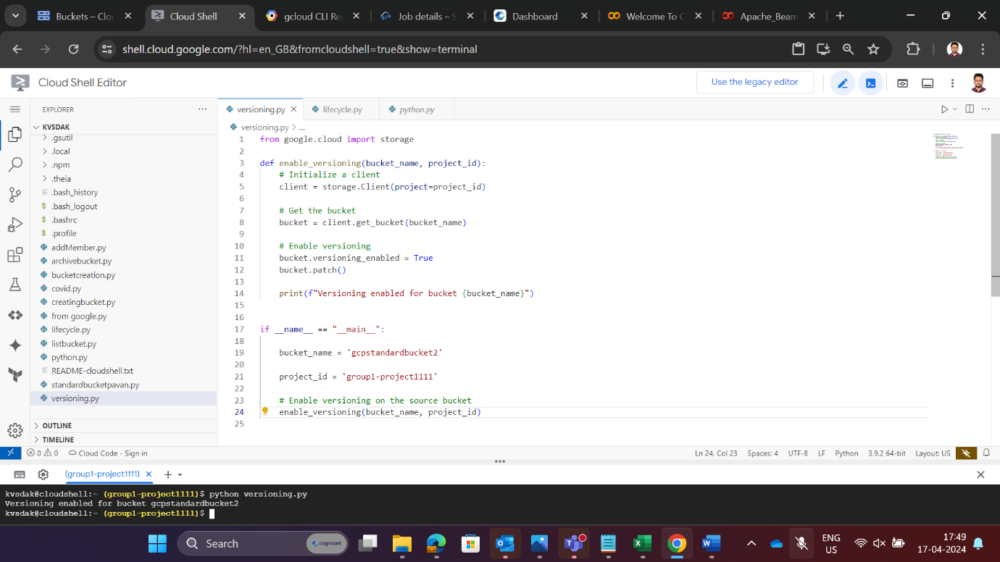 Buckets – Clou
Cloud Shell
gcloud CLI Re
Job details – S
Dashboard
Welcome To C
Apache_Beam
shell.cloud.google.com/?hl=en_GB&fromcloudshell=true&show=terminal
Cloud Shell Editor
Use the legacy editor
EXPLORER
KVSDAK
.gsutil
.local
.npm
.theia
.bash_history
.bash_logout
.bashrc
.profile
addMember.py
archivebucket.py
bucketcreation.py
covid.py
creatingbucket.py
from google.py
lifecycle.py
listbucket.py
python.py
README-cloudshell.txt
standardbucketpavan.py
versioning.py
OUTLINE
TIMELINE
versioning.py
lifecycle.py
python.py
versioning.py > ...
1 from google.cloud import storage
2
3 def enable_versioning(bucket_name, project_id):
4 # Initialize a client
5 client = storage.Client(project=project_id)
6
7 # Get the bucket
8 bucket = client.get_bucket(bucket_name)
9
10 # Enable versioning
11 bucket.versioning_enabled = True
12 bucket.patch()
13
14 print(f"Versioning enabled for bucket {bucket_name}")
15
16
17 if __name__ == "__main__":
18
19 bucket_name = 'gcpstandardbucket2'
20
21 project_id = 'group1-project1111'
22
23 # Enable versioning on the source bucket
24 enable_versioning(bucket_name, project_id)
25
0 0 Cloud Code - Sign in
Ln 24, Col 23 Spaces: 4 UTF-8 LF Python 3.9.2 64-bit Layout: US
(group1-project1111)
kvsdak@cloudshell:~ (group1-project1111)$ python versioning.py
Versioning enabled for bucket gcpstandardbucket2
kvsdak@cloudshell:~ (group1-project1111)$
Search
cognizant
ENG
US
17:49
17-04-2024